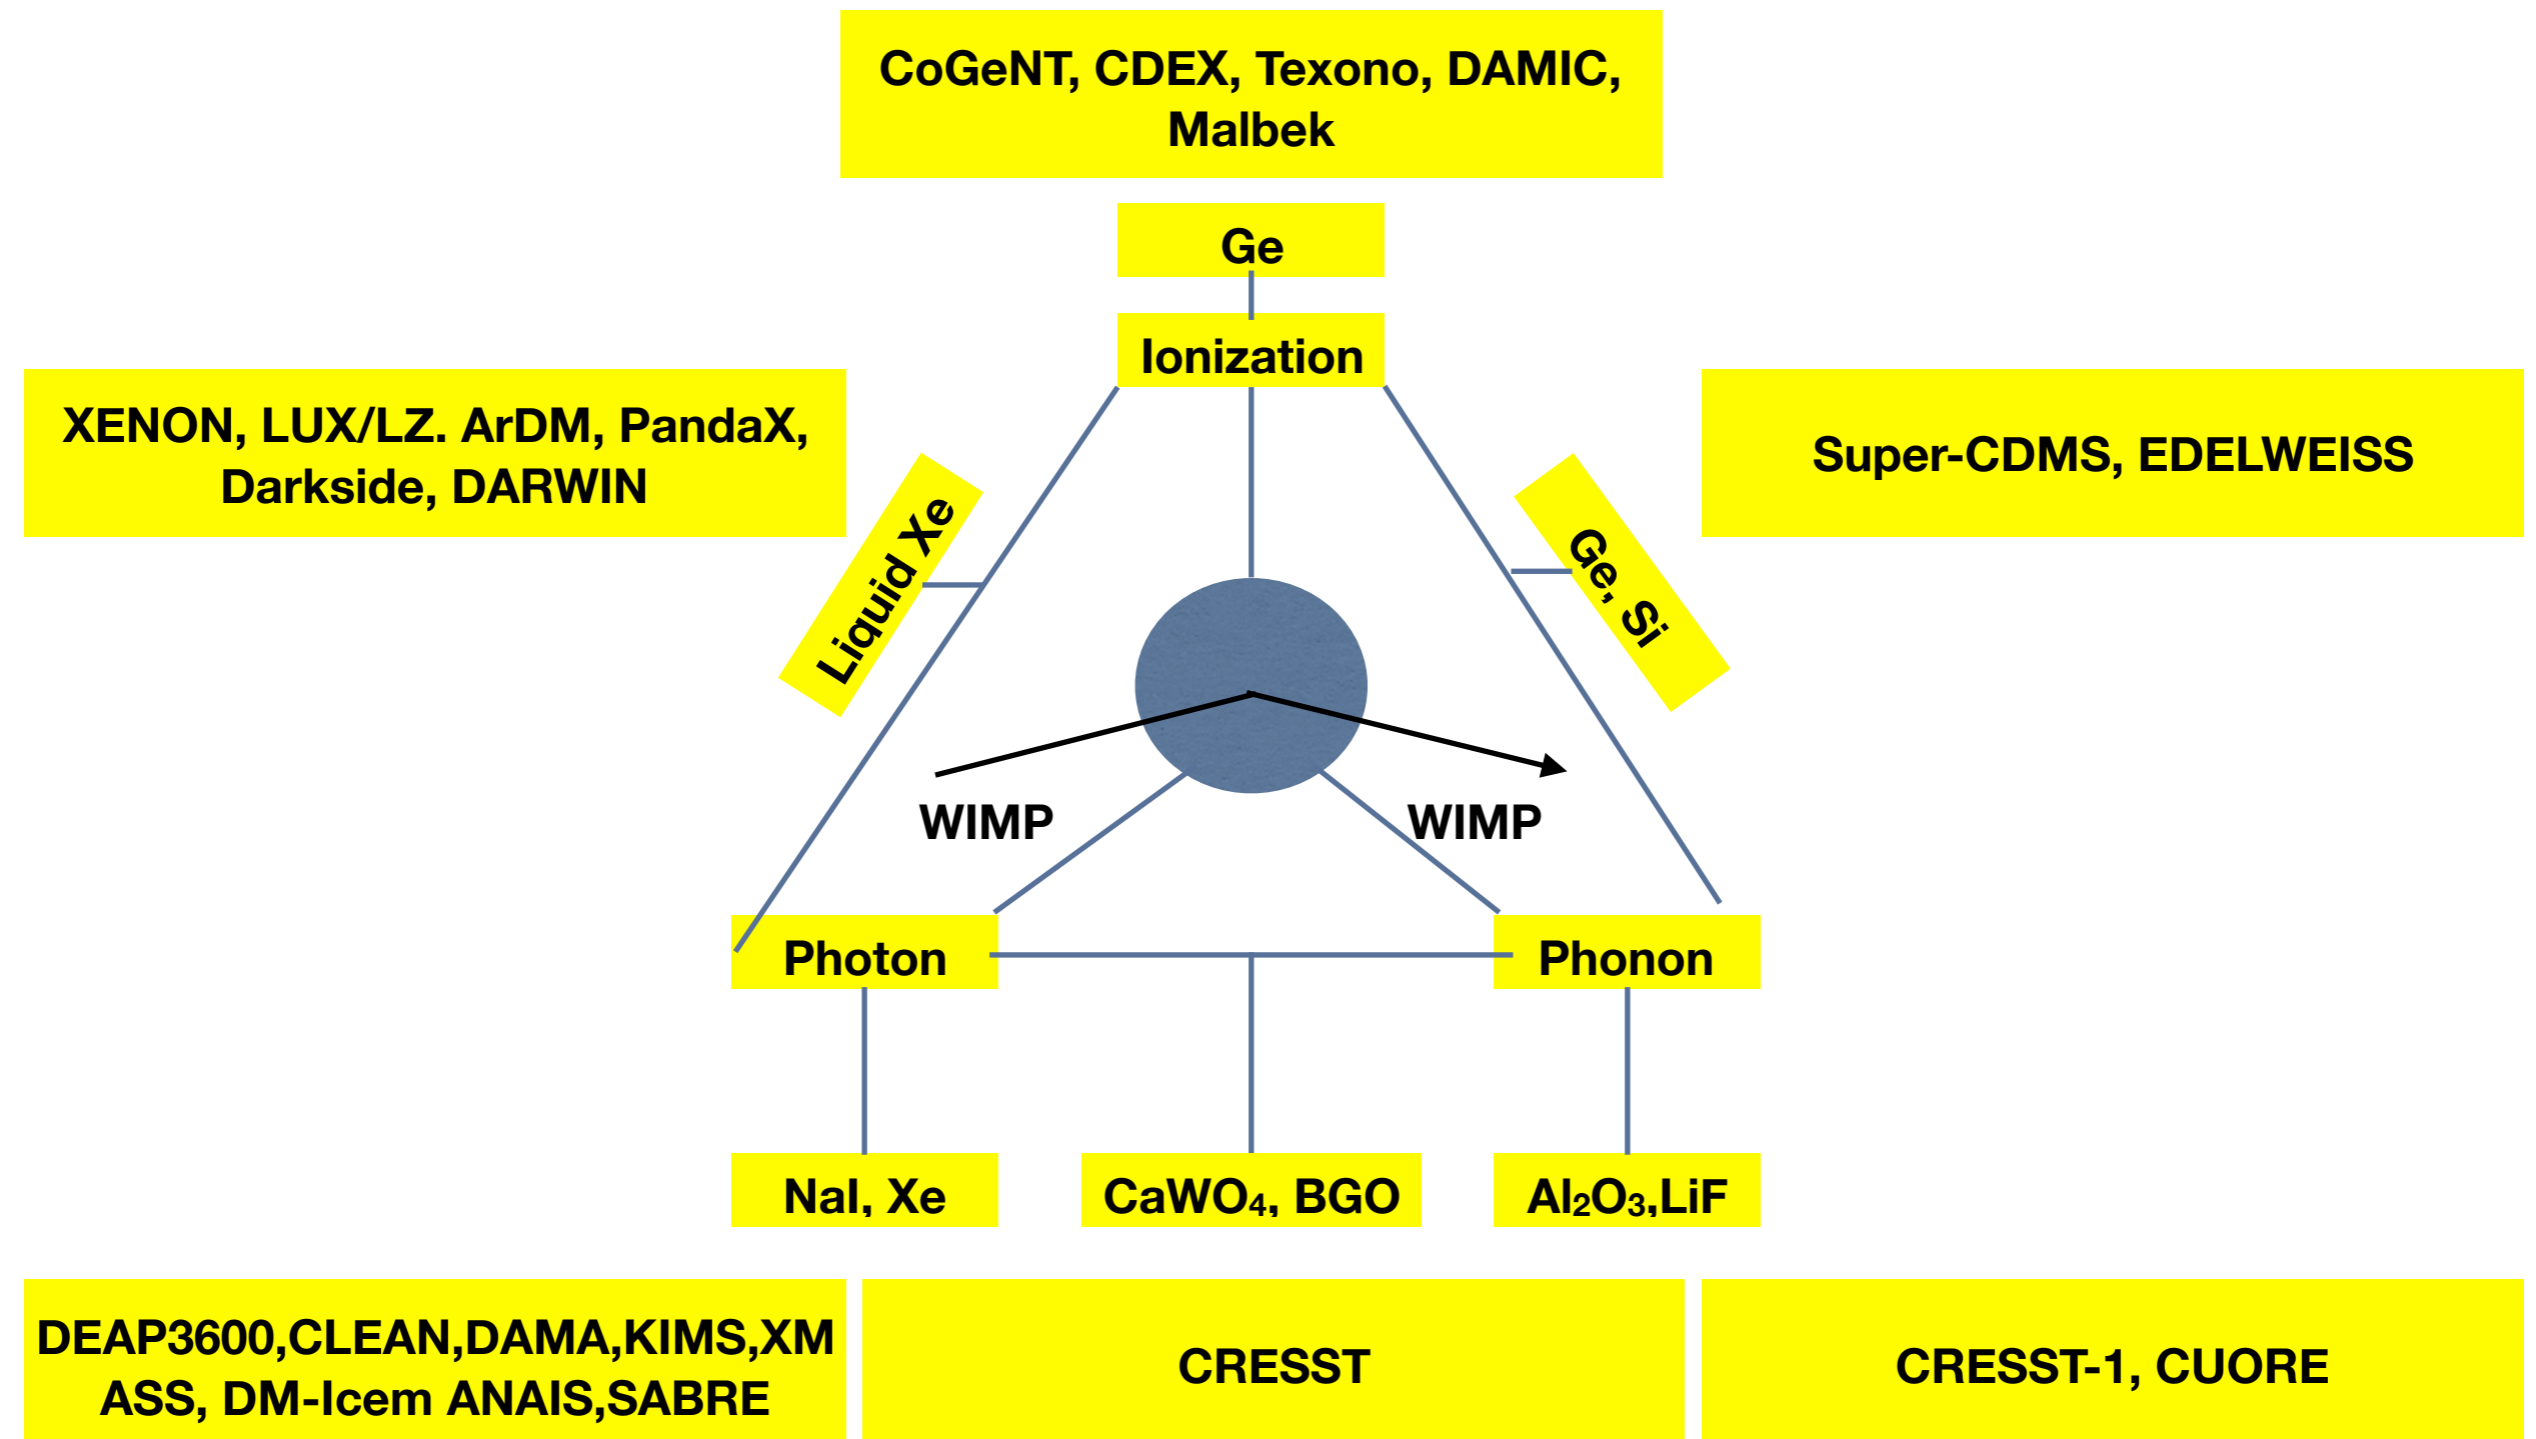 CoGeNT, CDEX, Texono, DAMIC,
Malbek
Ge
Ionization
XENON, LUX/LZ. ArDM, PandaX,
Darkside, DARWIN
Super-CDMS, EDELWEISS
Liquid Xe
Ge, Si
WIMP
WIMP
Photon
Phonon
NaI, Xe
CaWO₄, BGO
Al₂O₃,LiF
DEAP3600,CLEAN,DAMA,KIMS,XM
ASS, DM-Icem ANAIS,SABRE
CRESST
CRESST-1, CUORE